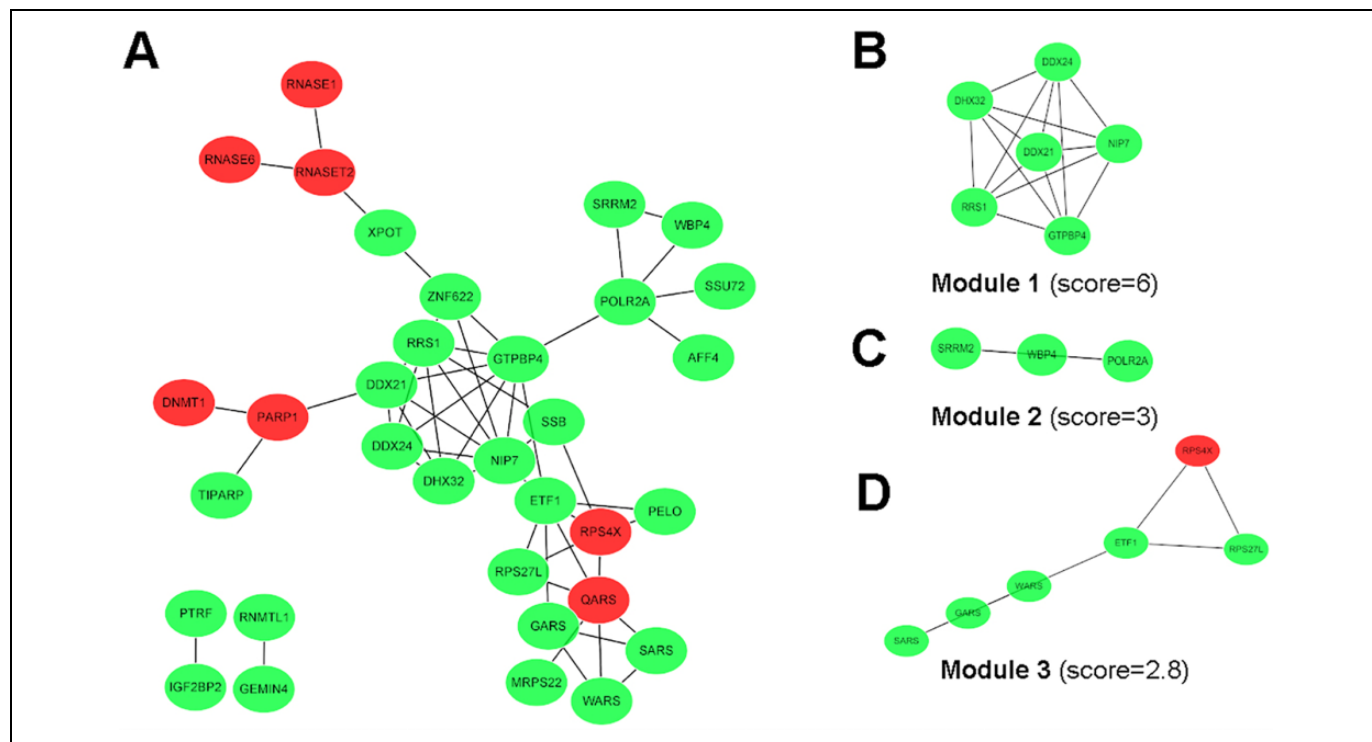 A
RNASE1
RNASE6
RNASET2
XPOT
SRRM2
WBP4
ZNF622
SSU72
POLR2A
RRS1
GTPBP4
AFF4
DDX21
DNMT1
PARP1
SSB
DDX24
NIP7
DHX32
TIPARP
ETF1
PELO
RPS4X
RPS27L
QARS
PTRF
RNMTL1
GARS
SARS
IGF2BP2
GEMIN4
MRPS22
WARS
B
DDX24
DHX32
NIP7
DDX21
RRS1
GTPBP4
Module 1 (score=6)
C
SRRM2
WBP4
POLR2A
Module 2 (score=3)
D
RPS4X
ETF1
RPS27L
WARS
GARS
SARS
Module 3 (score=2.8)